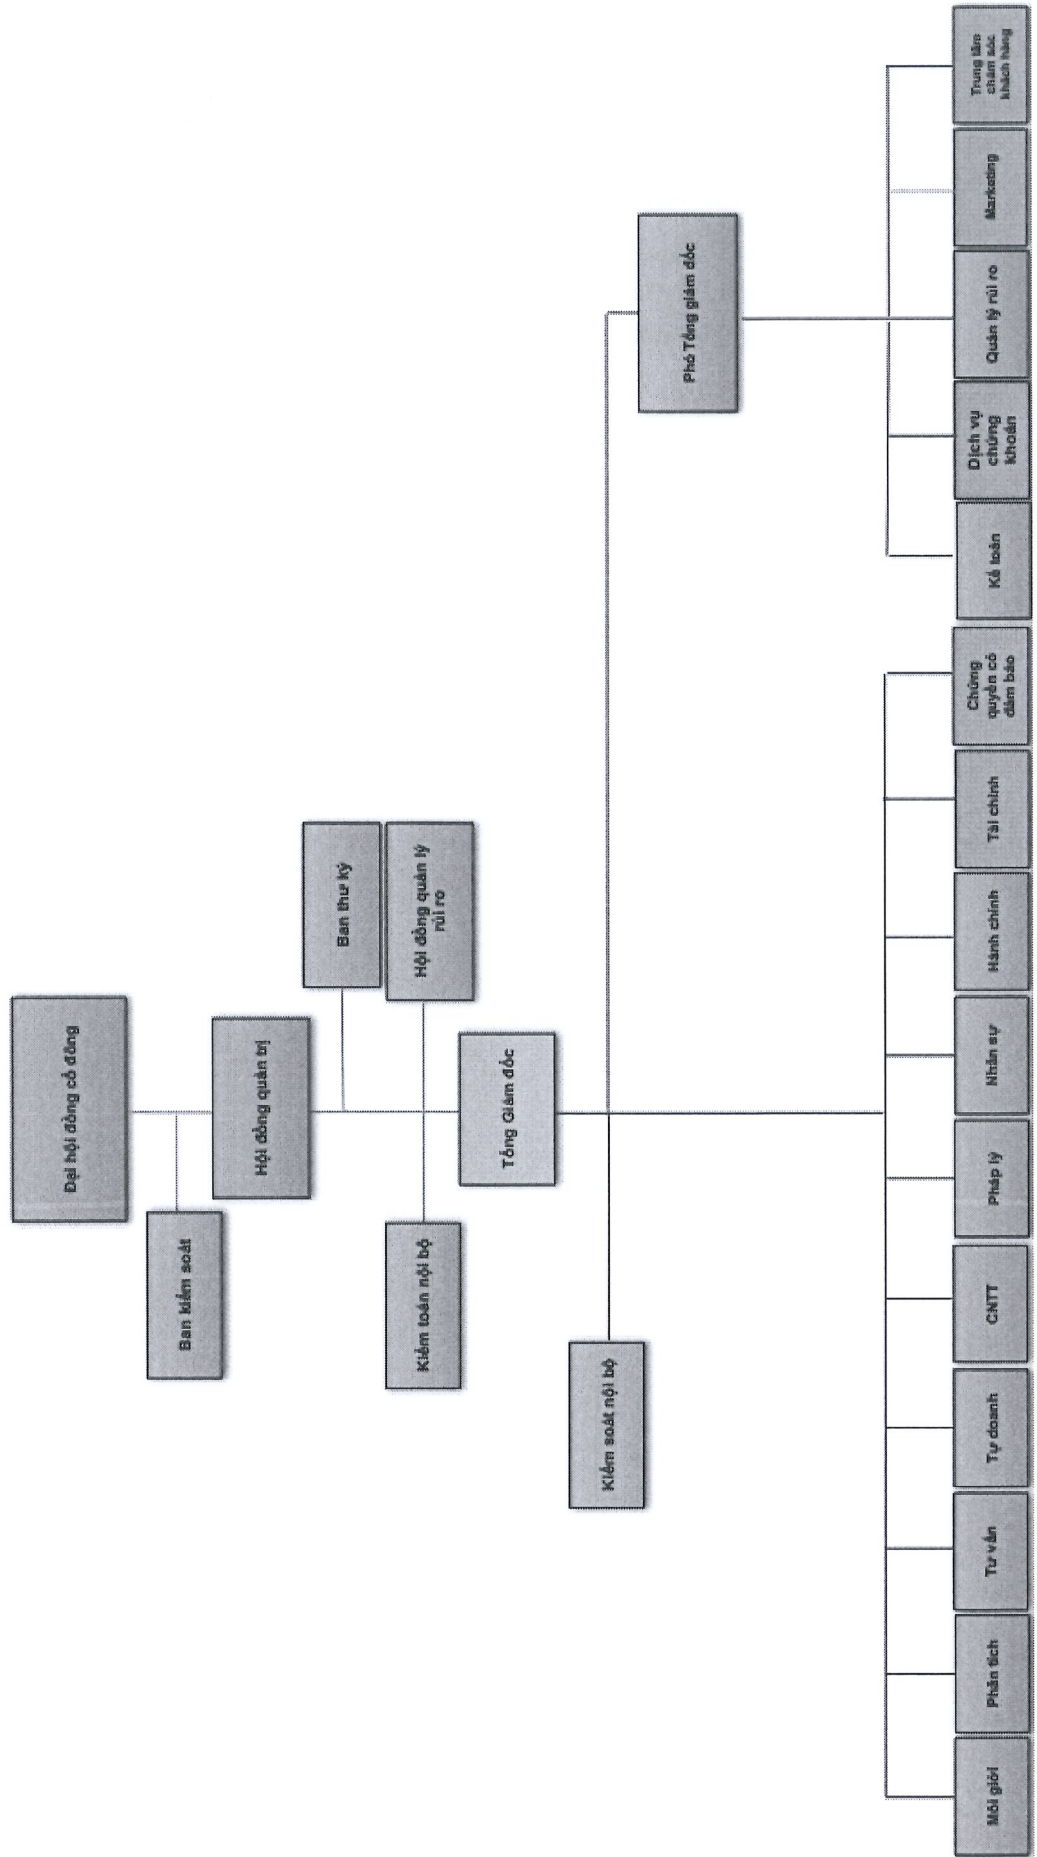 Đại hội đồng cổ đông
Ban kiểm soát
Hội đồng quản trị
Ban thư ký
Kiểm toán nội bộ
Hội đồng quản lý
rủi ro
Tổng Giám đốc
Kiểm soát nội bộ
Phó Tổng giám đốc
Môi giới
Phân tích
Tư vấn
Tự doanh
CNTT
Pháp lý
Nhân sự
Hành chính
Tài chính
Chứng
quyền có
đảm bảo
Kế toán
Dịch vụ
chứng
khoán
Quản lý rủi ro
Marketing
Trung tâm
chăm sóc
khách hàng